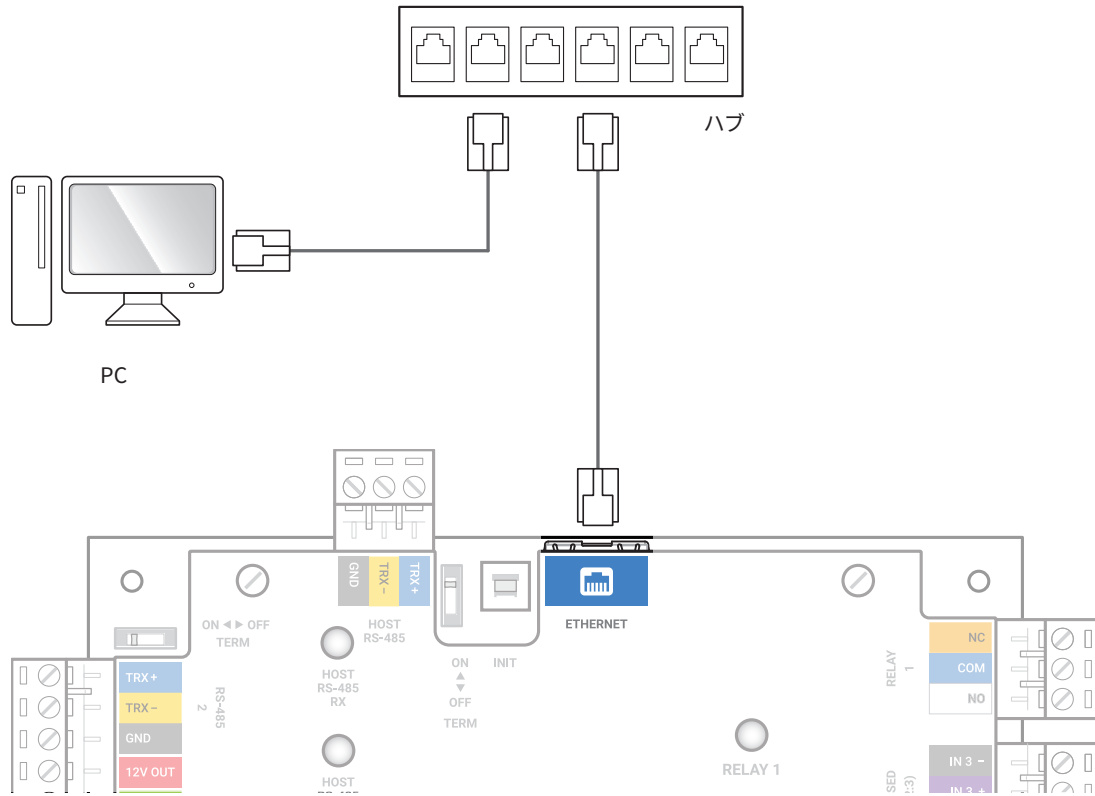 ハブ
PC
GND
TRX –
TRX +
ETHERNET
ON ◀ ▶ OFF
TERM
HOST
RS-485
HOST
RS-485
RX
ON
▲
▼
OFF
TERM
INIT
TRX +
TRX –
GND
12V OUT
RS-485
2
RELAY
1
NC
COM
NO
RELAY 1
HOST
IN 3 –
IN 3 +